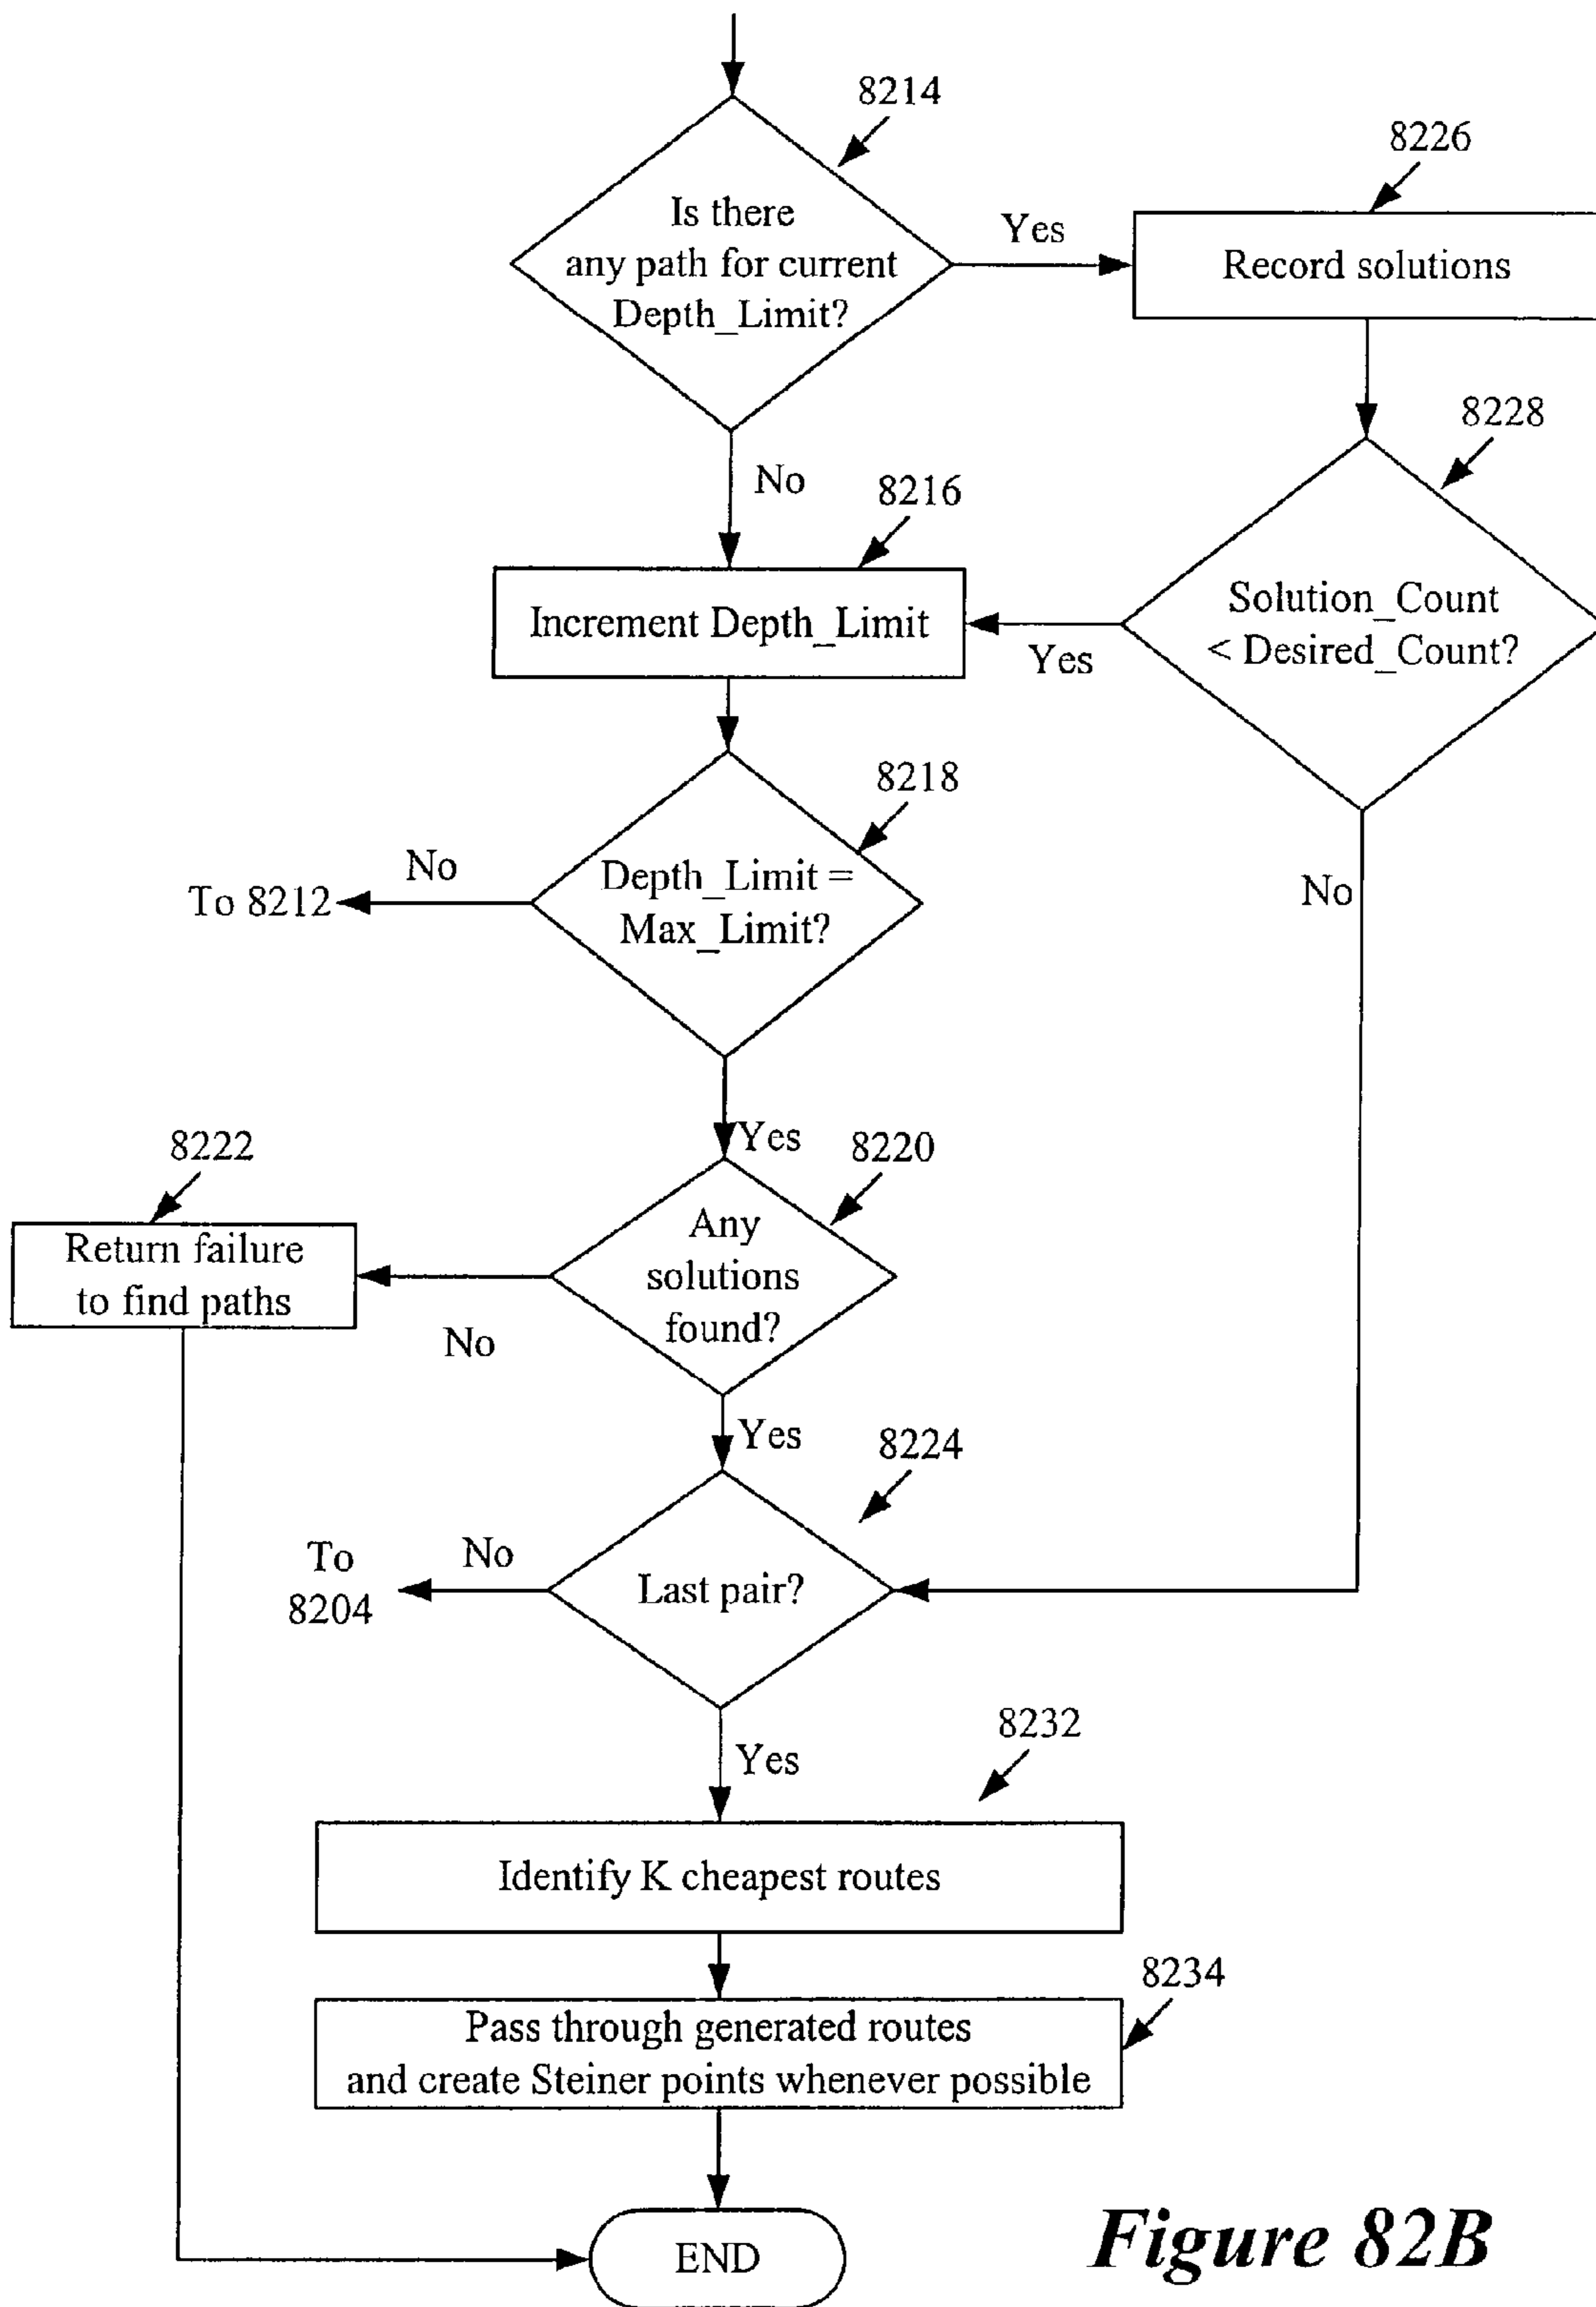 8214
8226
Is there
any path for current
Depth_Limit?
Yes
Record solutions
8228
No
8216
Solution_Count
< Desired_Count?
Increment Depth_Limit
Yes
8218
No
Depth_Limit =
Max_Limit?
To 8212
No
Yes
8222
8220
Return failure
to find paths
Any
solutions
found?
No
Yes
8224
To
8204
No
Last pair?
8232
Yes
Identify K cheapest routes
8234
Pass through generated routes
and create Steiner points whenever possible
END
Figure 82B